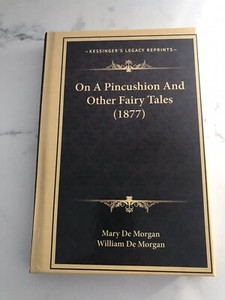 ~KESSINGER'S LEGACY REPRINTS~
On A Pincushion And
Other Fairy Tales
(1877)
Mary De Morgan
William De Morgan